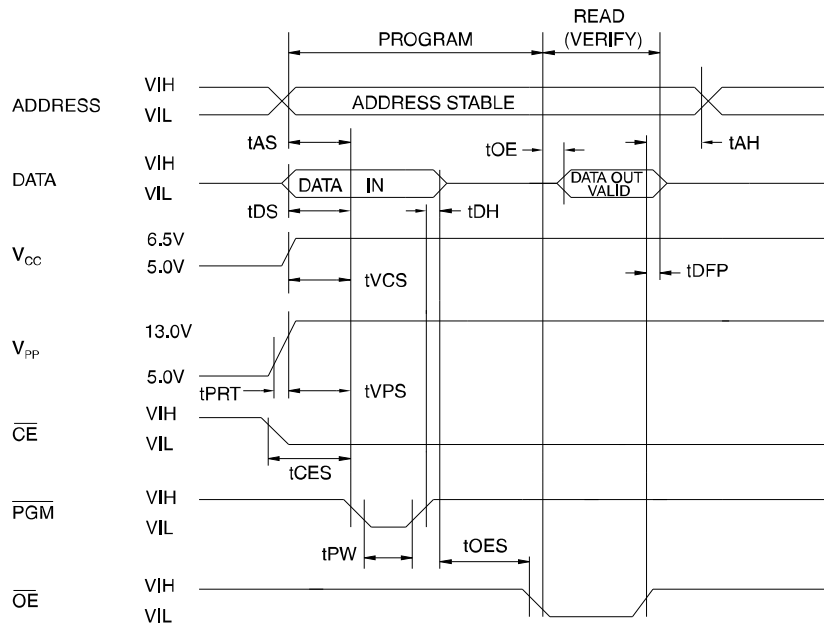 READ
PROGRAM (VERIFY)
ADDRESS VIH ADDRESS STABLE
VIL
tAS tOE tAH
DATA VIH DATA IN DATA OUT
VIL VALID
tDS tDH
VCC 6.5V
5.0V tVCS tDFP
VPP 13.0V
5.0V
tPRT tVPS
CE VIH
VIL
tCES
PGM VIH
VIL
tPW tOES
OE VIH
VIL